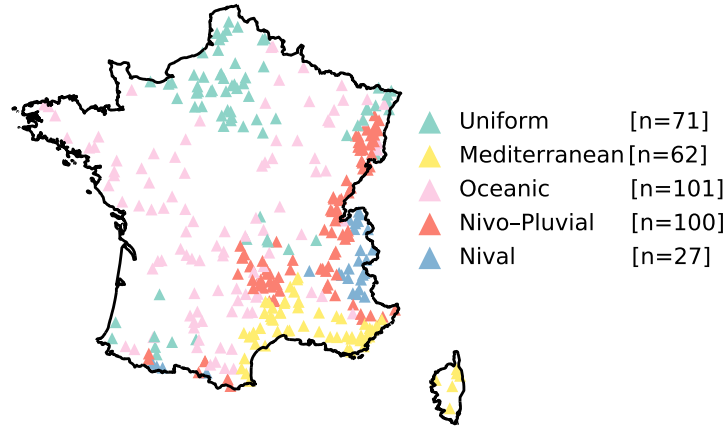 Uniform [n=71]
Mediterranean [n=62]
Oceanic [n=101]
Nivo–Pluvial [n=100]
Nival [n=27]